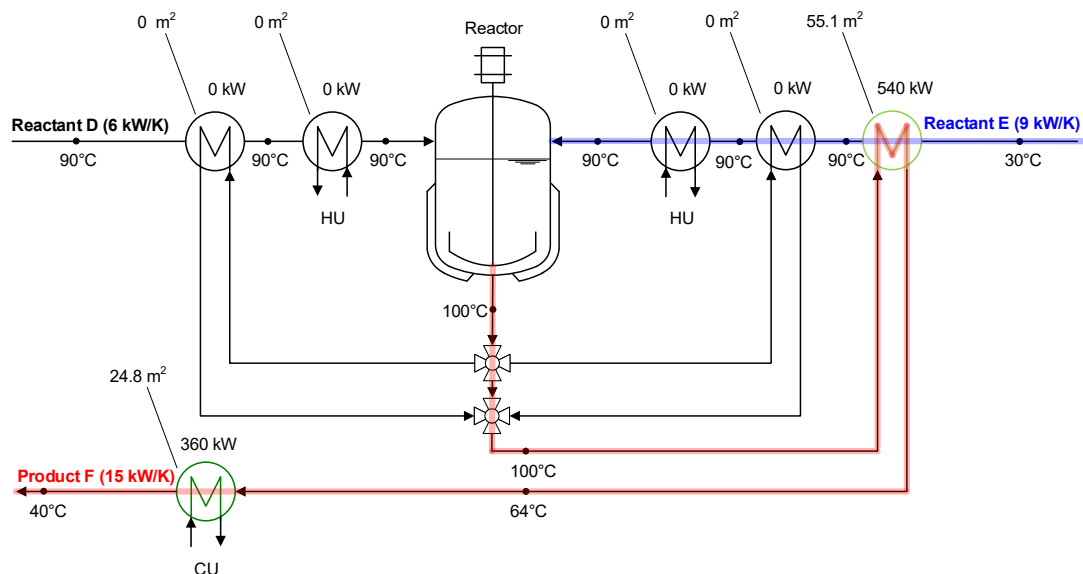 0 m²
0 m²
Reactor
0 m²
0 m²
55.1 m²
0 kW
0 kW
0 kW
0 kW
540 kW
Reactant D (6 kW/K)
Reactant E (9 kW/K)
90°C
90°C
90°C
90°C
90°C
90°C
30°C
HU
HU
100°C
24.8 m²
360 kW
Product F (15 kW/K)
100°C
40°C
64°C
CU